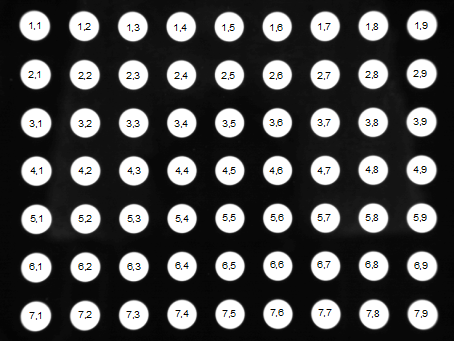 1,1 1,2 1,3 1,4 1,5 1,6 1,7 1,8 1,9
2,1 2,2 2,3 2,4 2,5 2,6 2,7 2,8 2,9
3,1 3,2 3,3 3,4 3,5 3,6 3,7 3,8 3,9
4,1 4,2 4,3 4,4 4,5 4,6 4,7 4,8 4,9
5,1 5,2 5,3 5,4 5,5 5,6 5,7 5,8 5,9
6,1 6,2 6,3 6,4 6,5 6,6 6,7 6,8 6,9
7,1 7,2 7,3 7,4 7,5 7,6 7,7 7,8 7,9